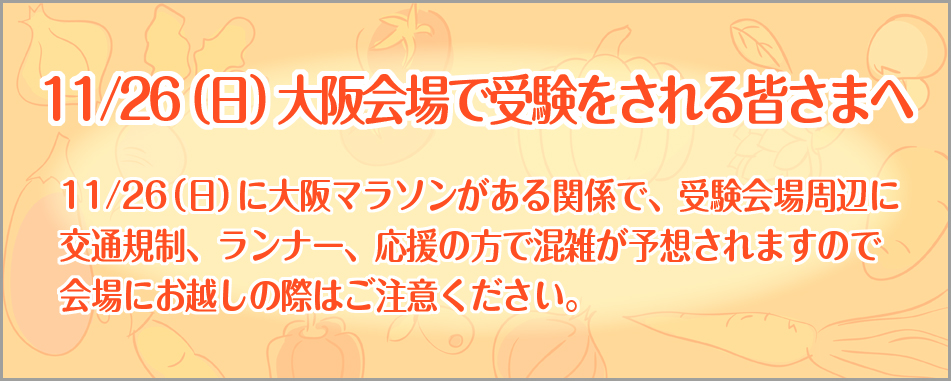 11/26(日)大阪会場で受験をされる皆さまへ
11/26(日)に大阪マラソンがある関係で、受験会場周辺に
交通規制、ランナー、応援の方で混雑が予想されますので
会場にお越しの際はご注意ください。